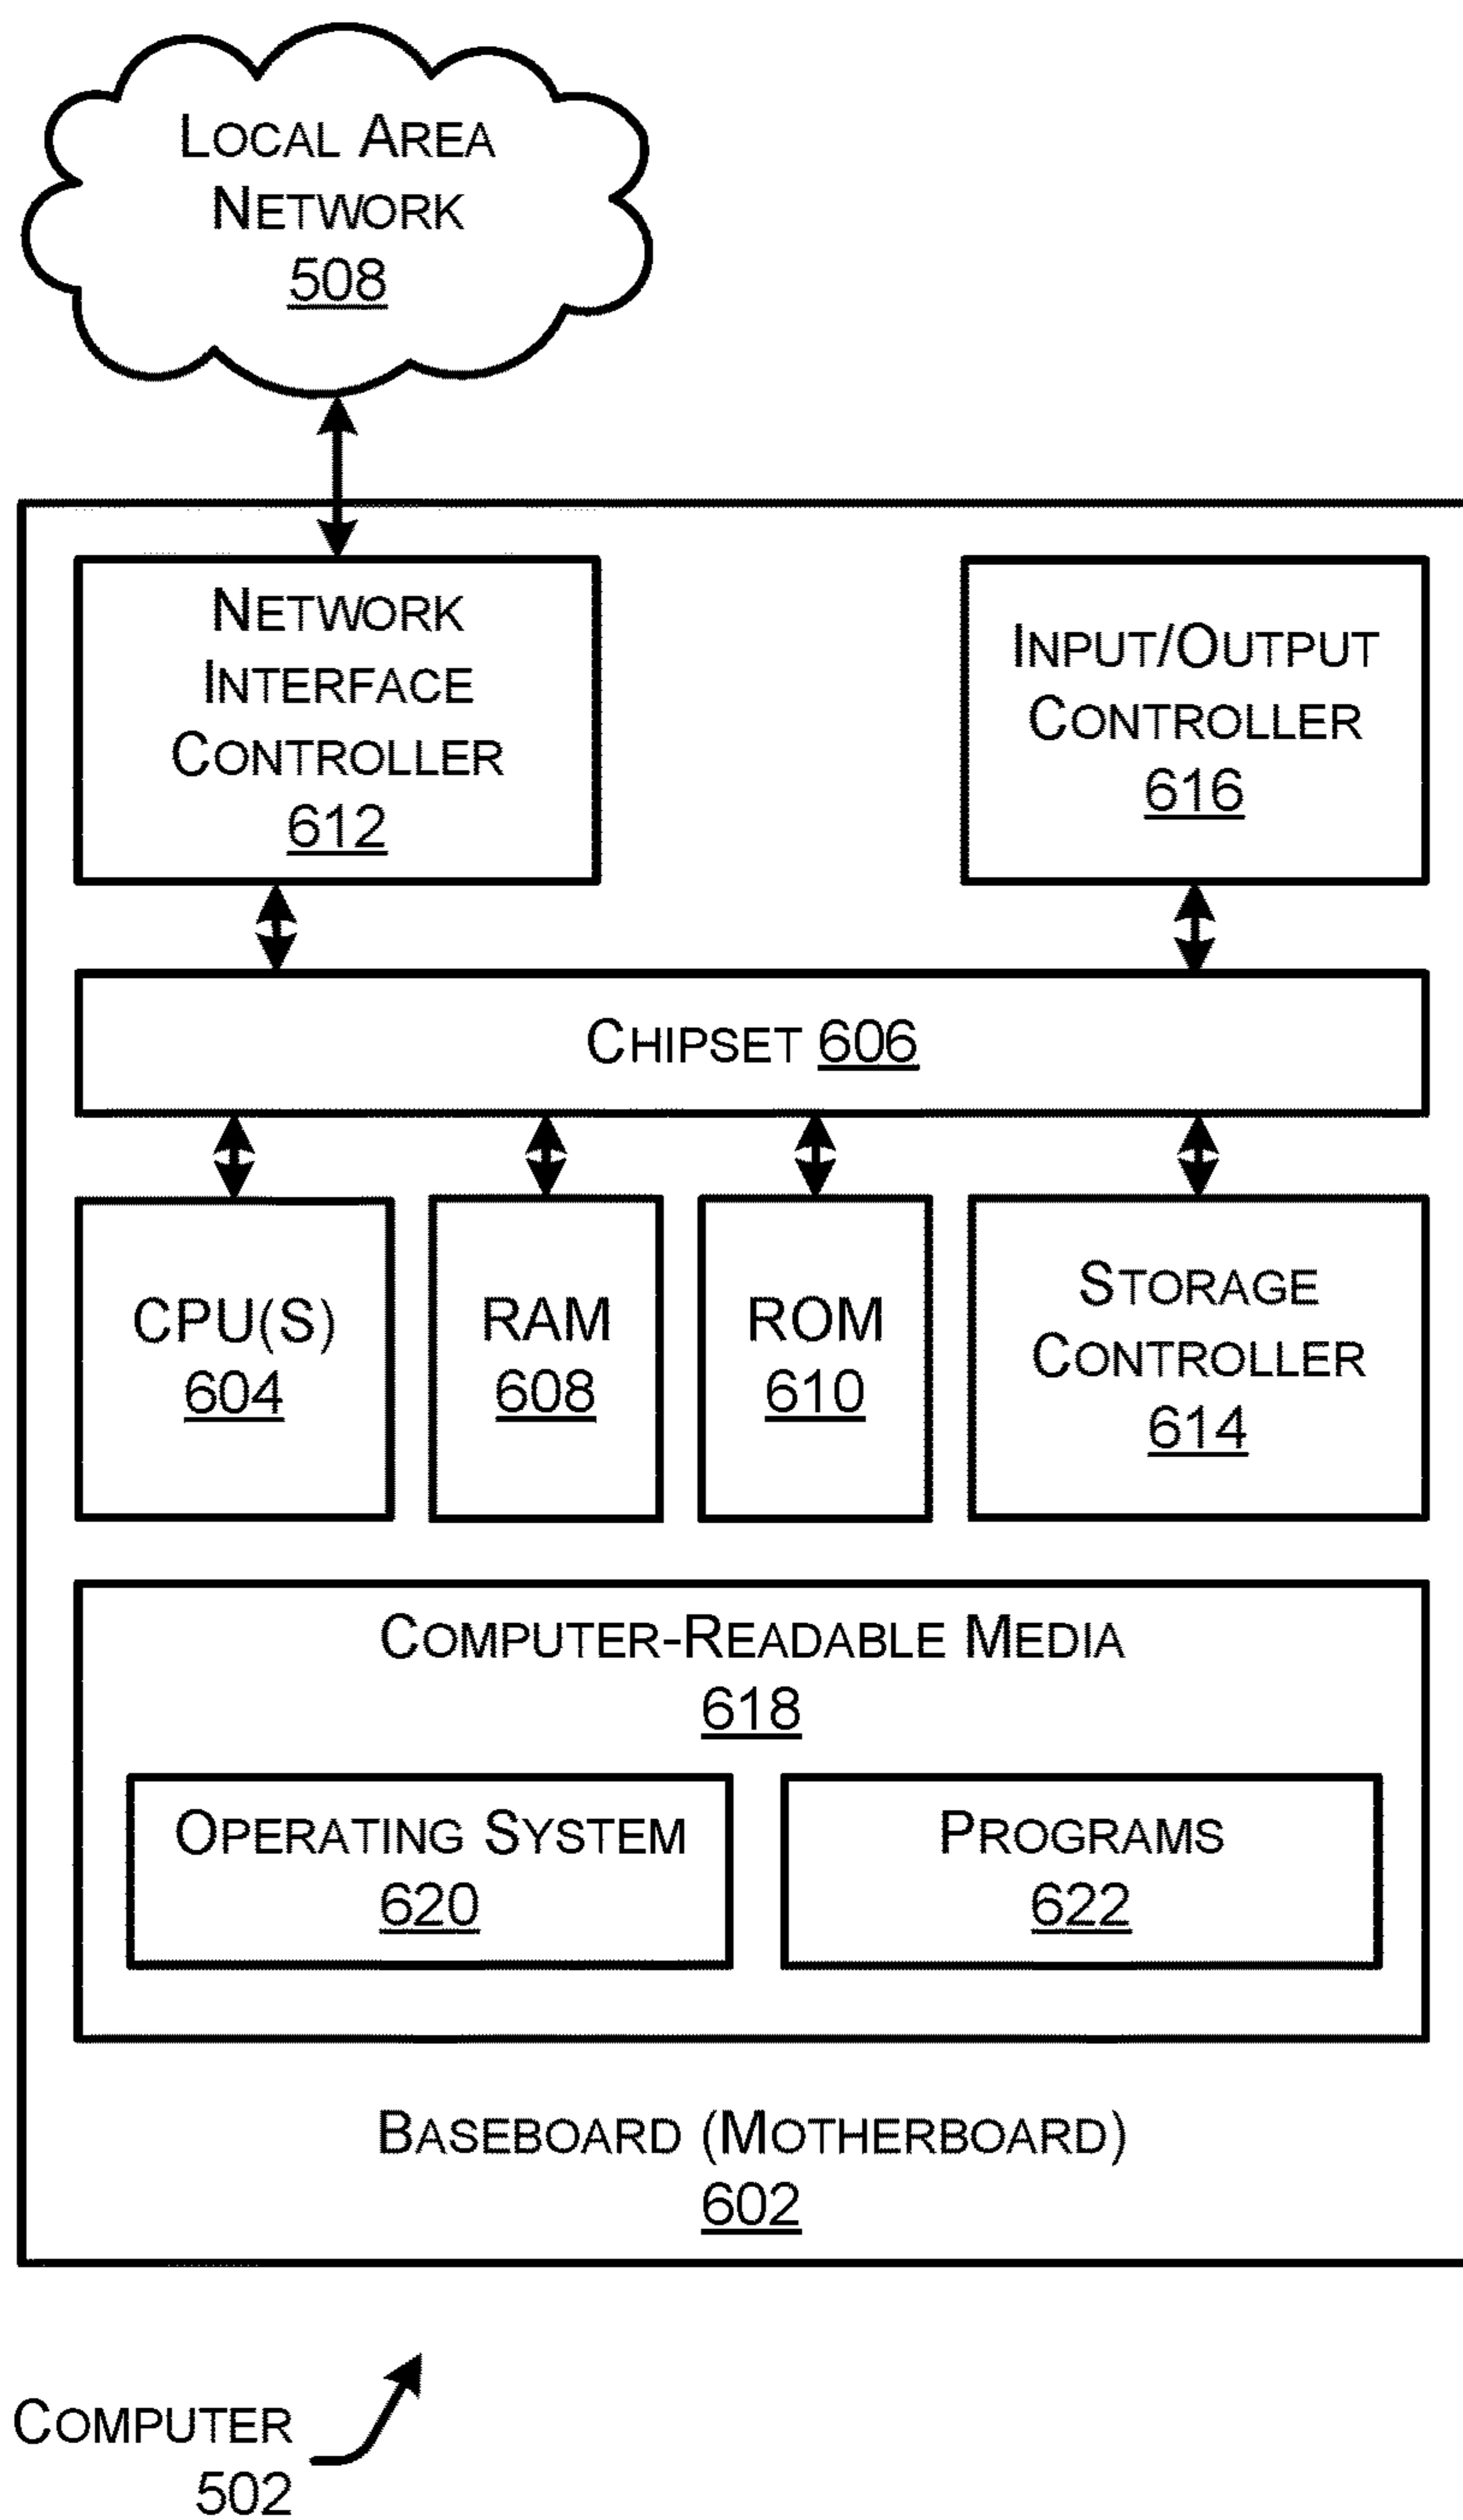 LOCAL AREA
NETWORK
508
NETWORK
INTERFACE
CONTROLLER
612
INPUT/OUTPUT
CONTROLLER
616
CHIPSET 606
CPU(S)
604
RAM
608
ROM
610
STORAGE
CONTROLLER
614
COMPUTER-READABLE MEDIA
618
OPERATING SYSTEM
620
PROGRAMS
622
BASEBOARD (MOTHERBOARD)
602
COMPUTER
502